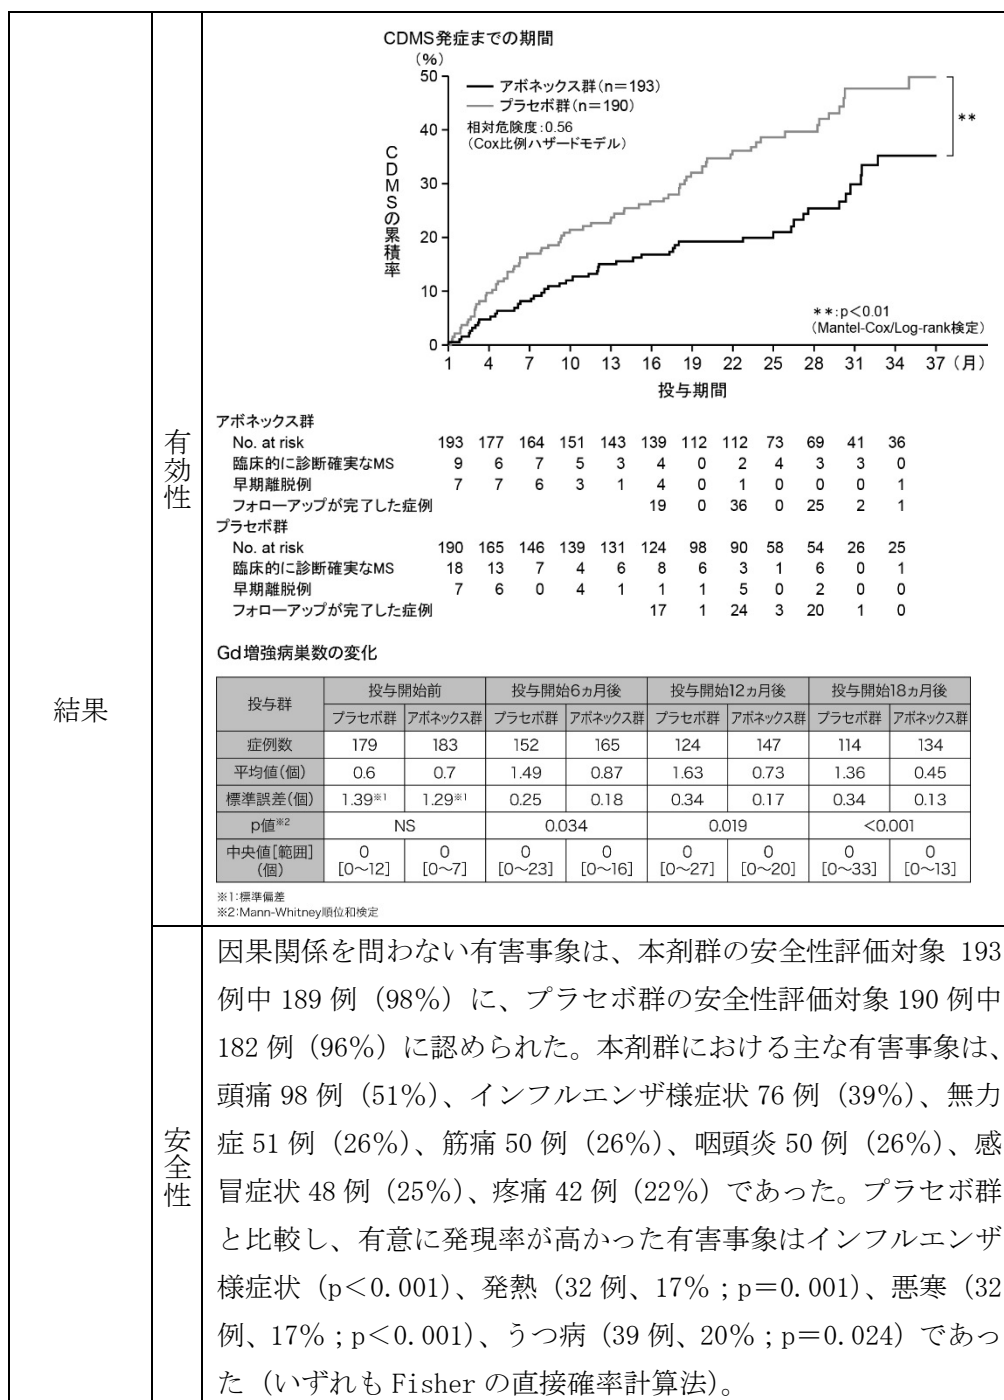 結果
有効性
CDMS発症までの期間
(%)
50
40
30
20
10
0
CDMSの累積率
アボネックス群(n=193)
プラセボ群(n=190)
相対危険度:0.56
(Cox比例ハザードモデル)
**
**:p<0.01
(Mantel-Cox/Log-rank検定)
1 4 7 10 13 16 19 22 25 28 31 34 37 (月)
投与期間
アボネックス群
No. at risk 193 177 164 151 143 139 112 112 73 69 41 36
臨床的に診断確実なMS 9 6 7 5 3 4 0 2 4 3 3 0
早期離脱例 7 7 6 3 1 4 0 1 0 0 0 1
フォローアップが完了した症例 19 0 36 0 25 2 1
プラセボ群
No. at risk 190 165 146 139 131 124 98 90 58 54 26 25
臨床的に診断確実なMS 18 13 7 4 6 8 6 3 1 6 0 1
早期離脱例 7 6 0 4 1 1 1 5 0 2 0 0
フォローアップが完了した症例 17 1 24 3 20 1 0
Gd増強病巣数の変化
投与群 投与開始前 投与開始6ヵ月後 投与開始12ヵ月後 投与開始18ヵ月後
プラセボ群 アボネックス群 プラセボ群 アボネックス群 プラセボ群 アボネックス群 プラセボ群 アボネックス群
症例数 179 183 152 165 124 147 114 134
平均値(個) 0.6 0.7 1.49 0.87 1.63 0.73 1.36 0.45
標準誤差(個) 1.39※1 1.29※1 0.25 0.18 0.34 0.17 0.34 0.13
p値※2 NS 0.034 0.019 <0.001
中央値[範囲] 0 0 0 0 0 0 0 0
(個) [0~12] [0~7] [0~23] [0~16] [0~27] [0~20] [0~33] [0~13]
※1:標準偏差
※2:Mann-Whitney順位和検定
安全性
因果関係を問わない有害事象は、本剤群の安全性評価対象 193
例中 189 例（98%）に、プラセボ群の安全性評価対象 190 例中
182 例（96%）に認められた。本剤群における主な有害事象は、
頭痛 98 例（51%）、インフルエンザ様症状 76 例（39%）、無力
症 51 例（26%）、筋痛 50 例（26%）、咽頭炎 50 例（26%）、感
冒症状 48 例（25%）、疼痛 42 例（22%）であった。プラセボ群
と比較し、有意に発現率が高かった有害事象はインフルエンザ
様症状（p＜0.001）、発熱（32 例、17%；p＝0.001）、悪寒（32
例、17%；p＜0.001）、うつ病（39 例、20%；p＝0.024）であっ
た（いずれも Fisher の直接確率計算法）。